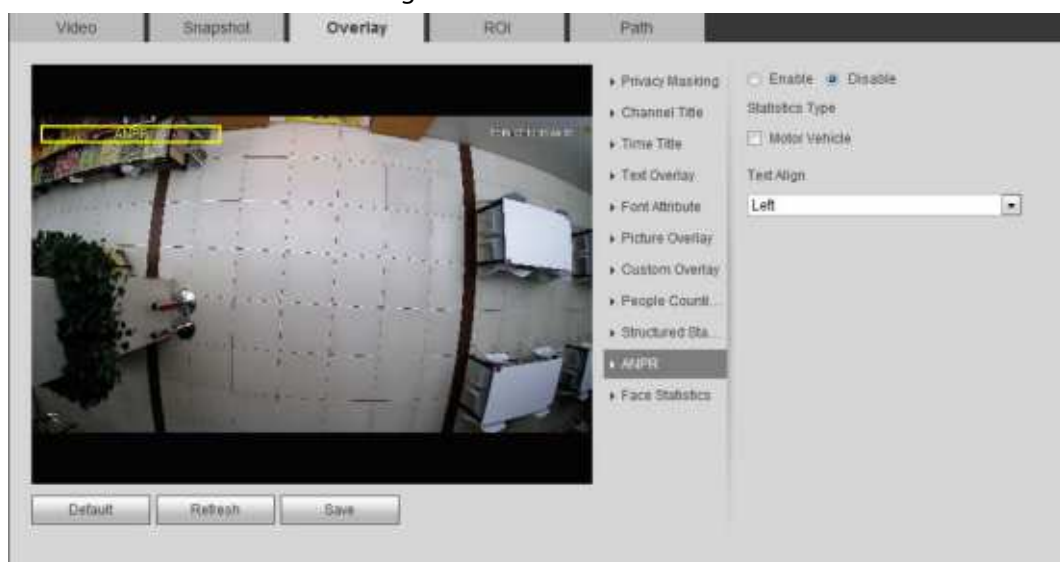 Video
Snapshot
Overlay
ROI
Path
ANPR
Privacy Masking
Channel Title
Time Title
Text Overlay
Font Attribute
Picture Overlay
Custom Overlay
People Counti...
Structured Sta...
ANPR
Face Statistics
Enable
Disable
Statistics Type
Motor Vehicle
Text Align
Left
Default
Refresh
Save